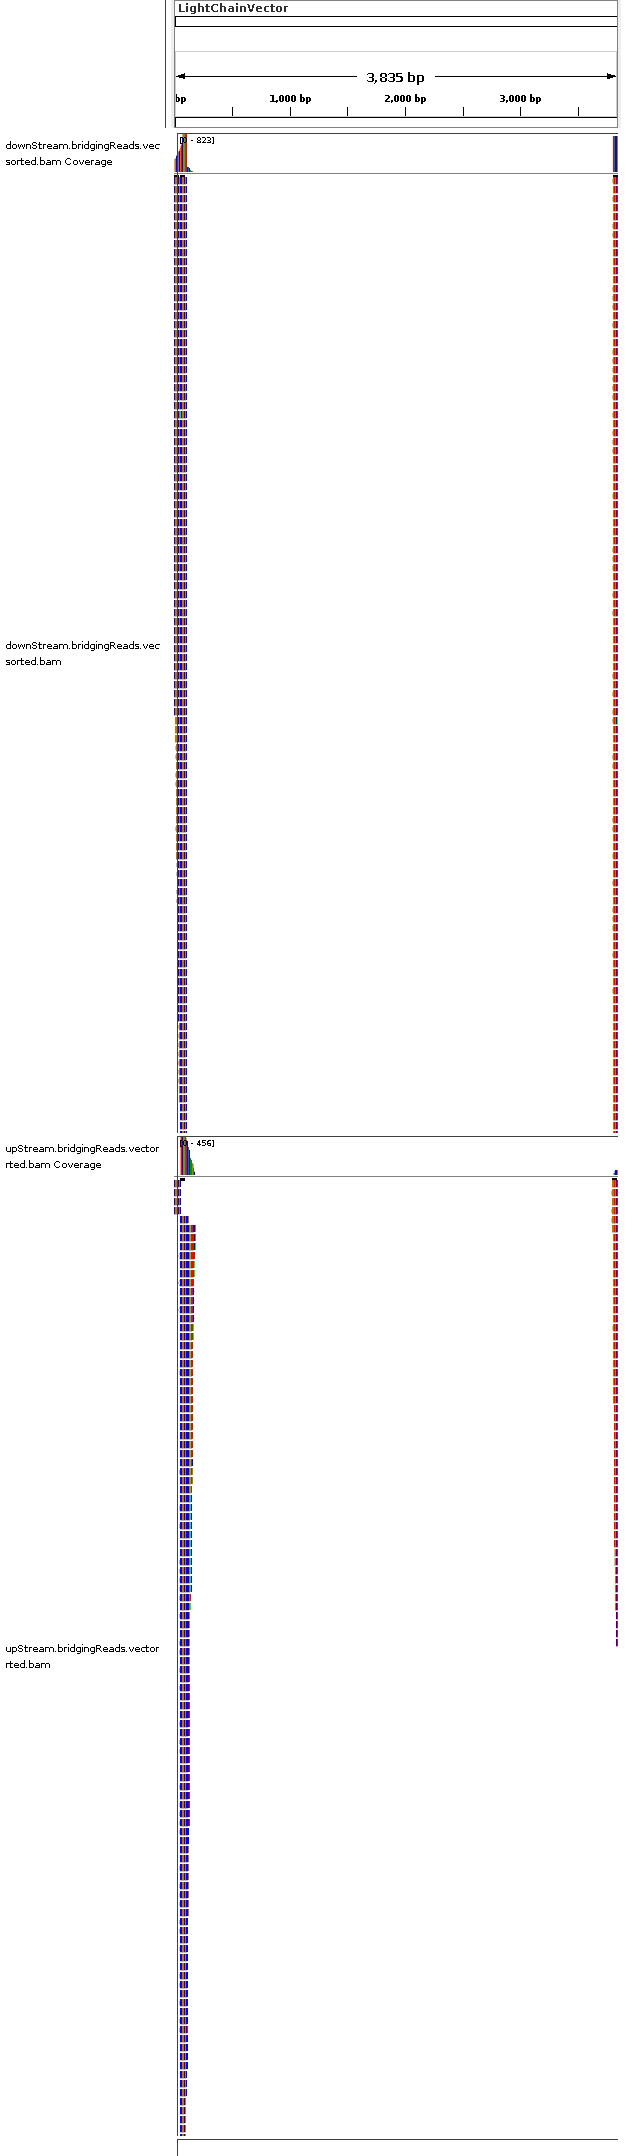 LightChainVector
3,835 bp
bp 1,000 bp 2,000 bp 3,000 bp
downStream.bridgingReads.vec
sorted.bam Coverage
- 823]
downStream.bridgingReads.vec
sorted.bam
upStream.bridgingReads.vector
rted.bam Coverage
- 456]
upStream.bridgingReads.vector
rted.bam